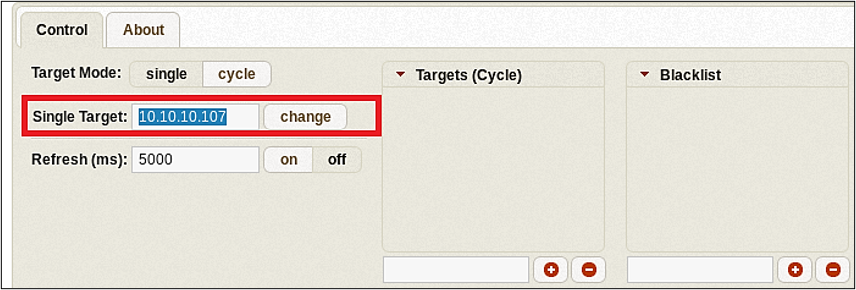 Control About
Target Mode: single cycle
Single Target: 10.10.10.107 change
Refresh (ms): 5000 on off
Targets (Cycle)
Blacklist